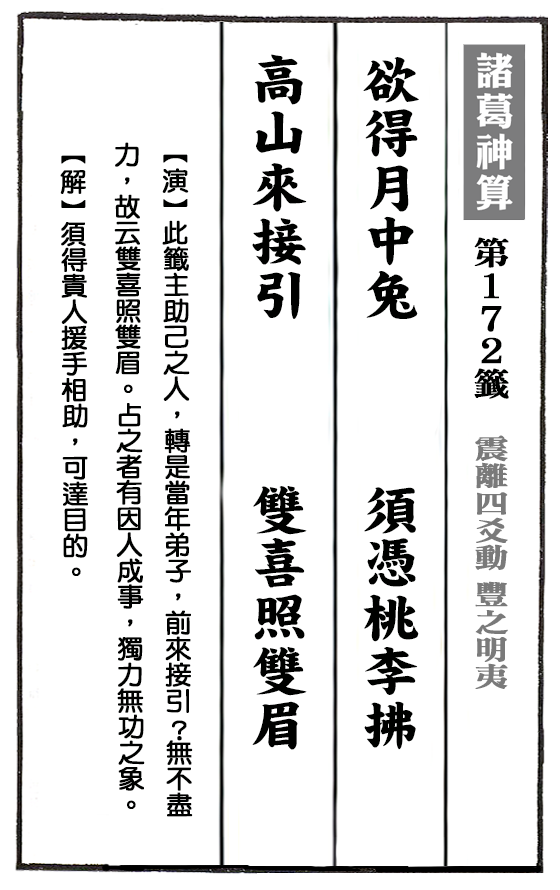 諸葛神算 第172籤 震離四爻動 豐之明夷
欲得月中兔 須憑桃李拂
高山來接引 雙喜照雙眉
【演】此籤主助己之人，轉是當年弟子，前來接引？無不盡
力，故云雙喜照雙眉。占之者有因人成事，獨力無功之象。
【解】須得貴人援手相助，可達目的。